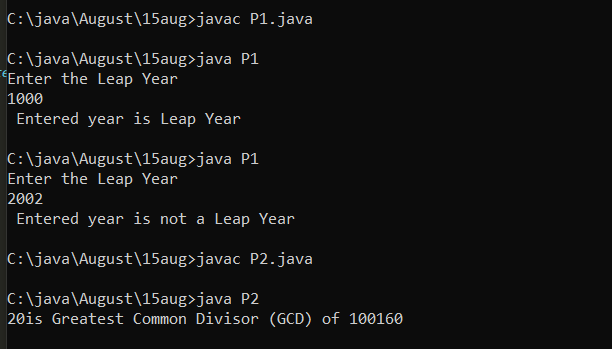 C:\java\August\15aug>javac P1.java
C:\java\August\15aug>java P1
Enter the Leap Year
1000
Entered year is Leap Year
C:\java\August\15aug>java P1
Enter the Leap Year
2002
Entered year is not a Leap Year
C:\java\August\15aug>javac P2.java
C:\java\August\15aug>java P2
20is Greatest Common Divisor (GCD) of 100160